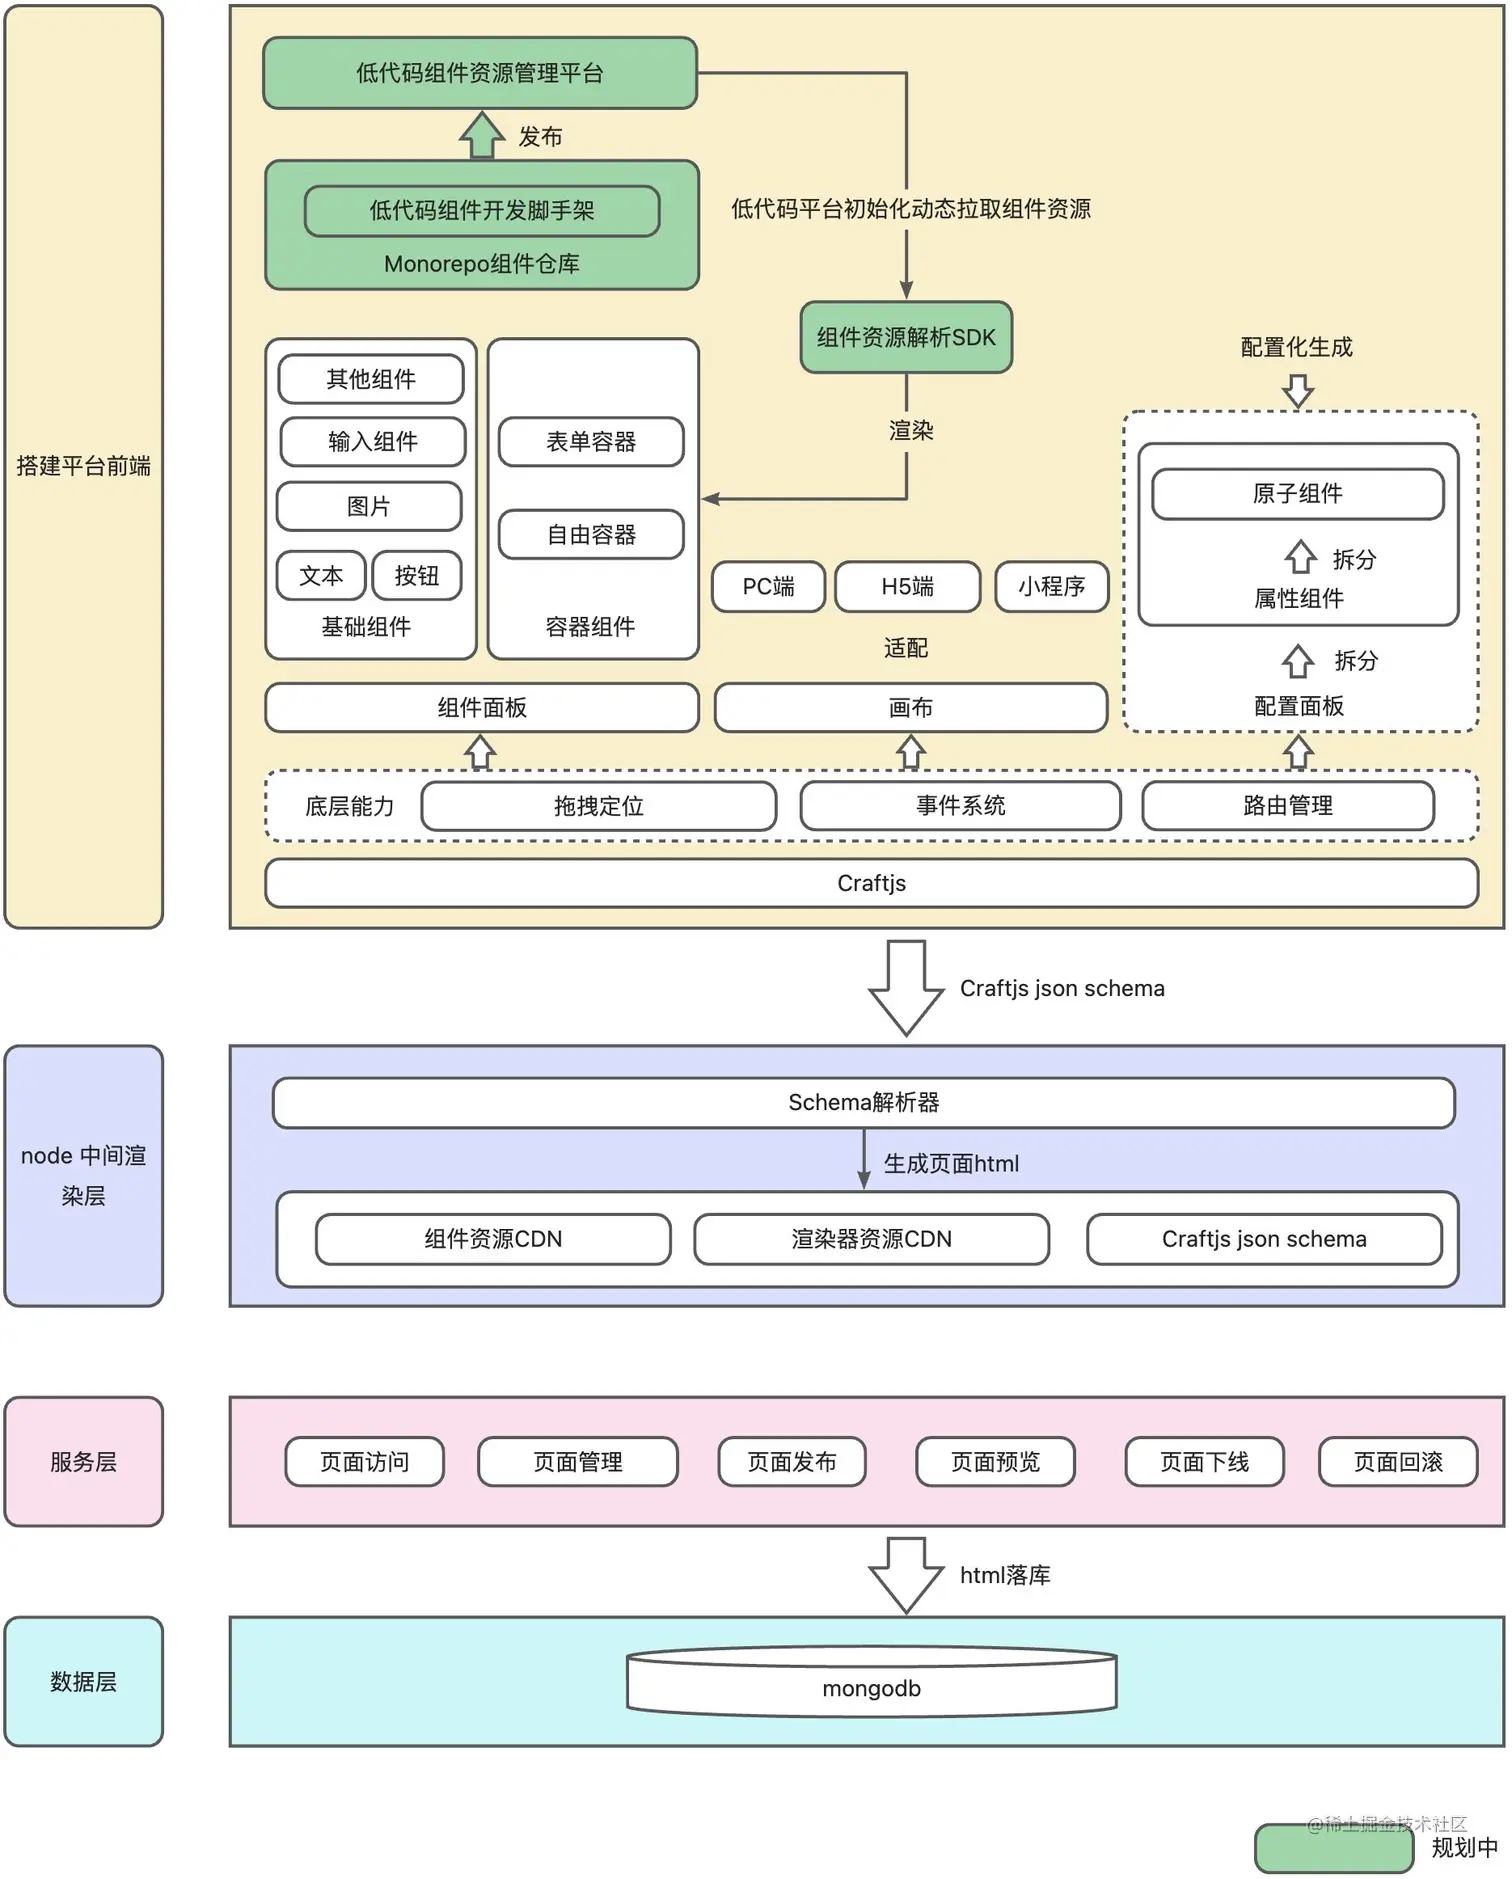 搭建平台前端
低代码组件资源管理平台
发布
低代码组件开发脚手架
Monorepo组件仓库
低代码平台初始化动态拉取组件资源
组件资源解析SDK
渲染
其他组件
输入组件
图片
文本
按钮
基础组件
表单容器
自由容器
容器组件
PC端
H5端
小程序
适配
配置化生成
原子组件
拆分
属性组件
拆分
配置面板
组件面板
画布
底层能力
拖拽定位
事件系统
路由管理
Craftjs
Craftjs json schema
node 中间渲
染层
Schema解析器
生成页面html
组件资源CDN
渲染器资源CDN
Craftjs json schema
服务层
页面访问
页面管理
页面发布
页面预览
页面下线
页面回滚
html落库
数据层
mongodb
@稀土掘金技术社区
规划中